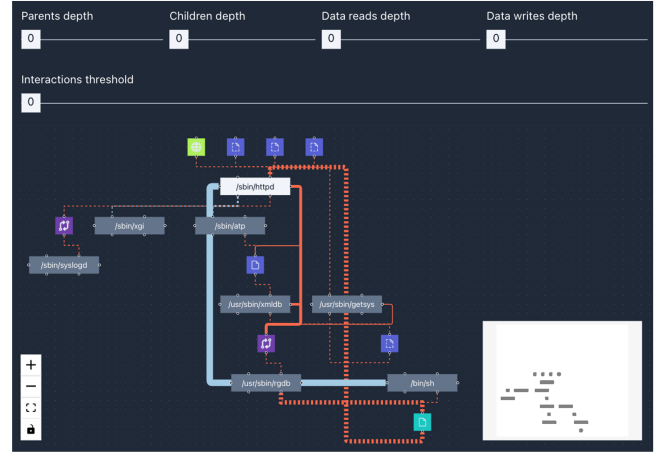 Parents depth Children depth Data reads depth Data writes depth
0 0 0 0
Interactions threshold
0
/sbin/httpd
/sbin/xgi /sbin/atp
/sbin/syslogd
/usr/sbin/xmldb /usr/sbin/getsys
/usr/sbin/rgdb /bin/sh